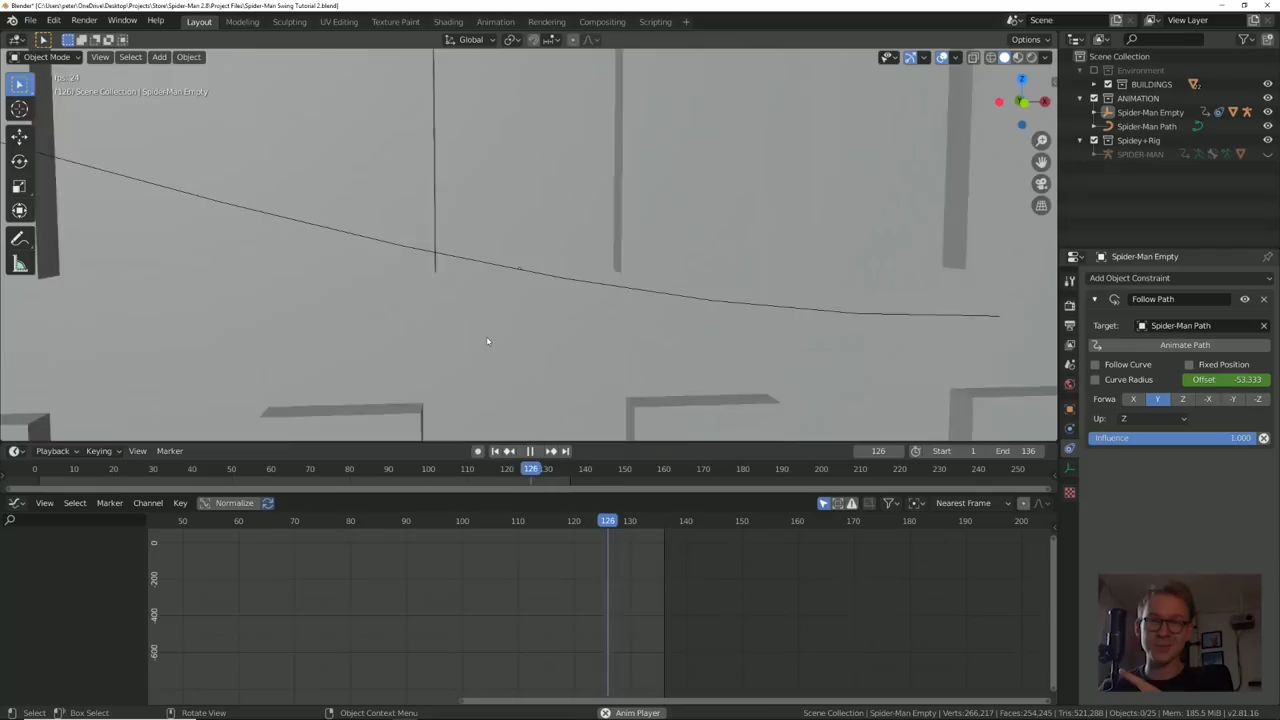 Blender* [C:\Users\peter\OneDrive\Desktop\Projects\Store\Spider-Man 2.8\Project Files\Spider-Man Swing Tutorial 2.blend]
File Edit Render Window Help Layout Modeling Sculpting UV Editing Texture Paint Shading Animation Rendering Compositing Scripting Scene View Layer
Global Options
Object Mode View Select Add Object
fps: 24
(126) Scene Collection | Spider-Man Empty
Z
Y
X
Scene Collection
Environment
BUILDINGS
ANIMATION
Spider-Man Empty
Spider-Man Path
Spidey+Rig
SPIDER-MAN
Spider-Man Empty
Add Object Constraint
Follow Path
Target: Spider-Man Path
Animate Path
Follow Curve Fixed Position
Curve Radius Offset -53.333
Forwa X Y Z -X -Y -Z
Up: Z
Influence 1.000
Playback Keying View Marker 126 Start 1 End 136
0 10 20 30 40 50 60 70 80 90 100 110 120 126 130 140 150 160 170 180 190 200 210 220 230 240 250
View Select Marker Channel Key Normalize Nearest Frame
50 60 70 80 90 100 110 120 126 130 140 150 160 170 180 190 200
0
-200
-400
-600
Select Box Select Rotate View Object Context Menu Anim Player Scene Collection | Spider-Man Empty | Verts:266,217 | Faces:254,245 | Tris:521,288 | Objects:0/25 | Mem: 185.5 MiB | v2.81.16